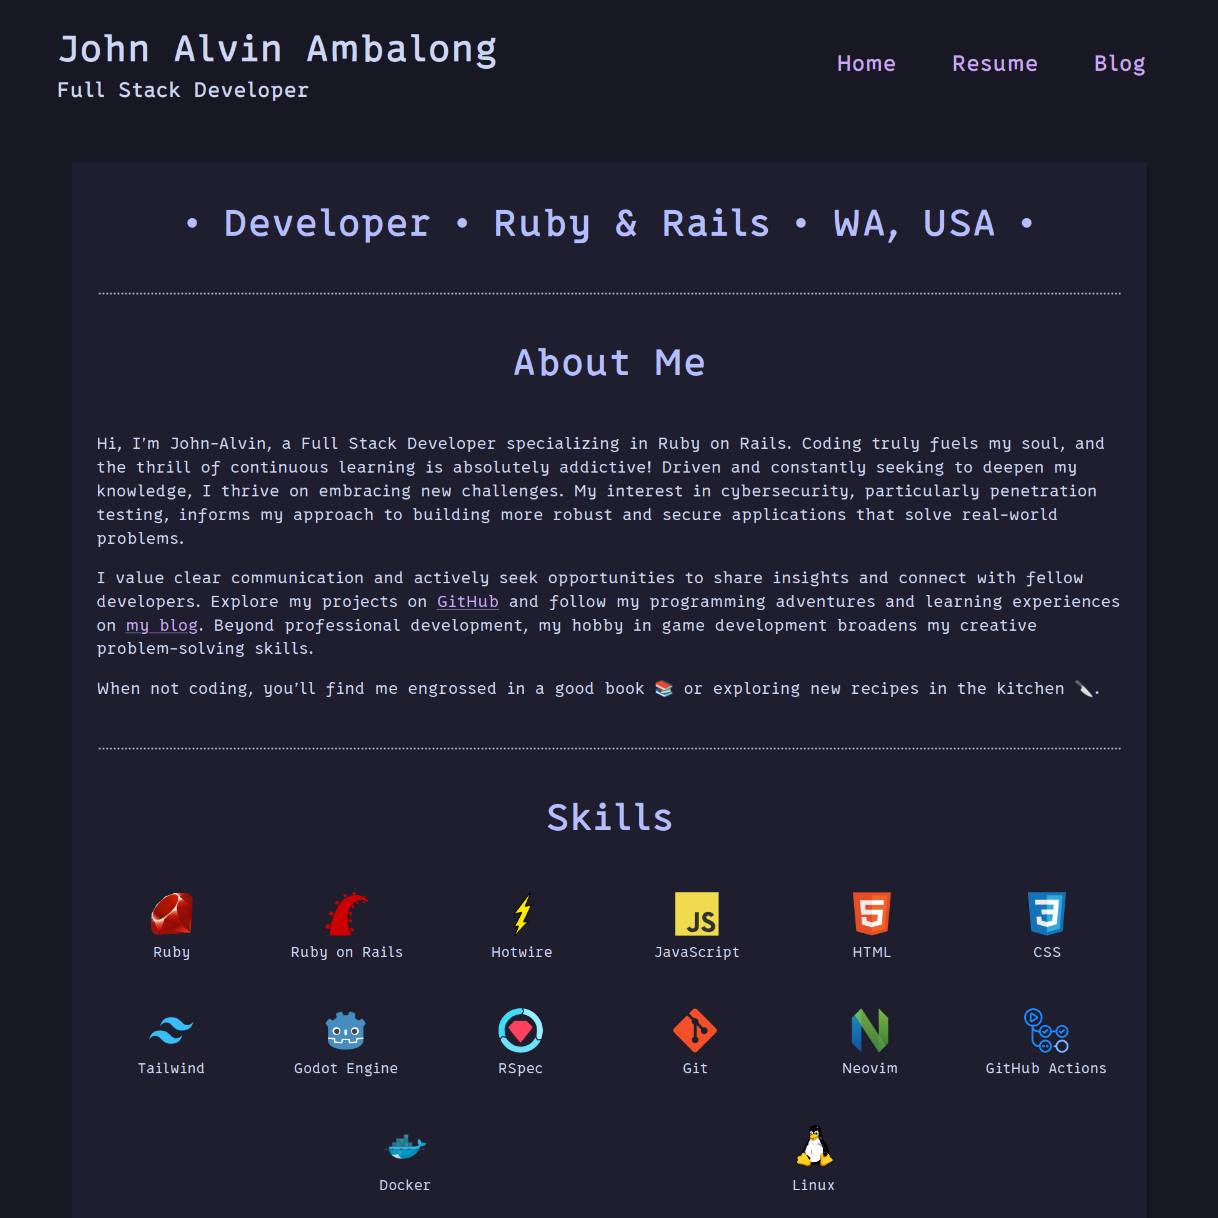 John Alvin Ambalong
Full Stack Developer
Home Resume Blog
• Developer • Ruby & Rails • WA, USA •
About Me
Hi, I’m John-Alvin, a Full Stack Developer specializing in Ruby on Rails. Coding truly fuels my soul, and
the thrill of continuous learning is absolutely addictive! Driven and constantly seeking to deepen my
knowledge, I thrive on embracing new challenges. My interest in cybersecurity, particularly penetration
testing, informs my approach to building more robust and secure applications that solve real-world
problems.
I value clear communication and actively seek opportunities to share insights and connect with fellow
developers. Explore my projects on GitHub and follow my programming adventures and learning experiences
on my blog. Beyond professional development, my hobby in game development broadens my creative
problem-solving skills.
When not coding, you’ll find me engrossed in a good book 📚 or exploring new recipes in the kitchen 🔪.
Skills
JS
5
3
Ruby Ruby on Rails Hotwire JavaScript HTML CSS
Tailwind Godot Engine RSpec Git Neovim GitHub Actions
Docker Linux